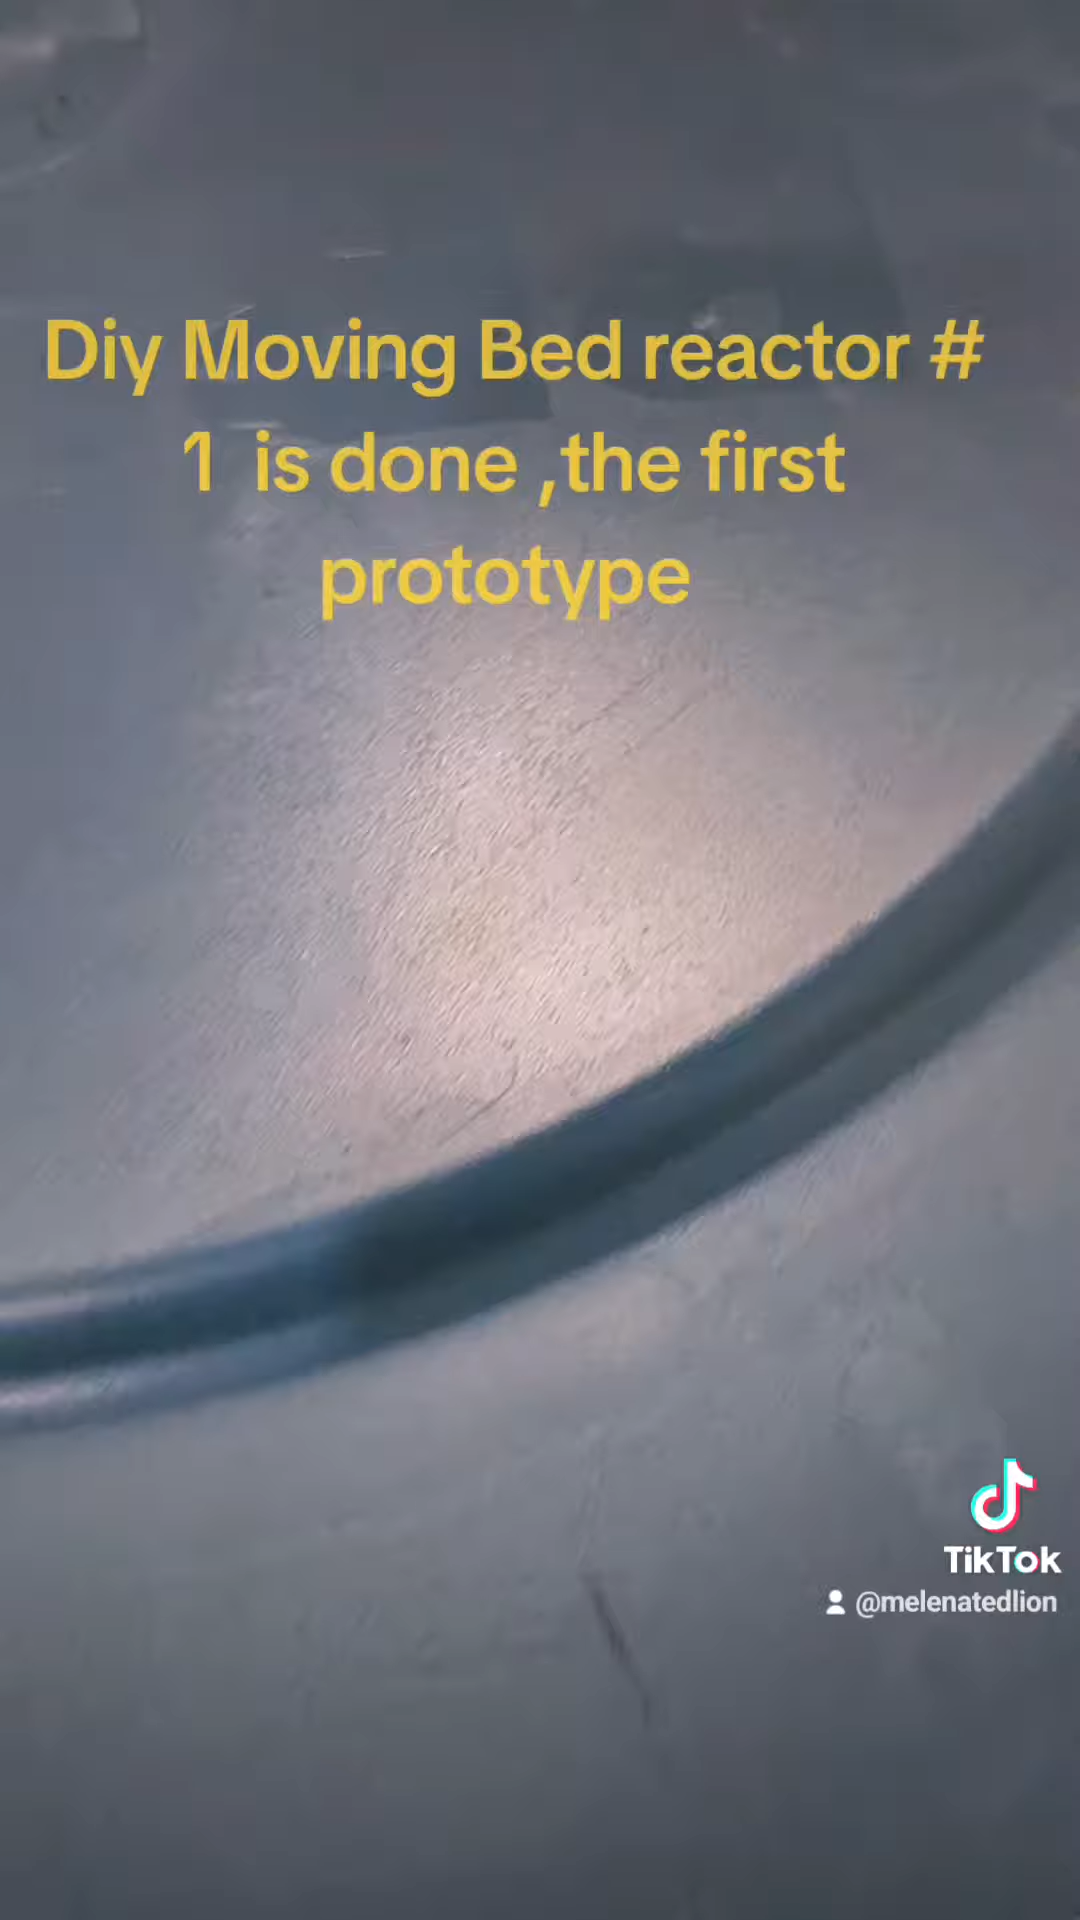 Diy Moving Bed reactor #
1 is done ,the first
prototype
TikTok
@melenatedlion